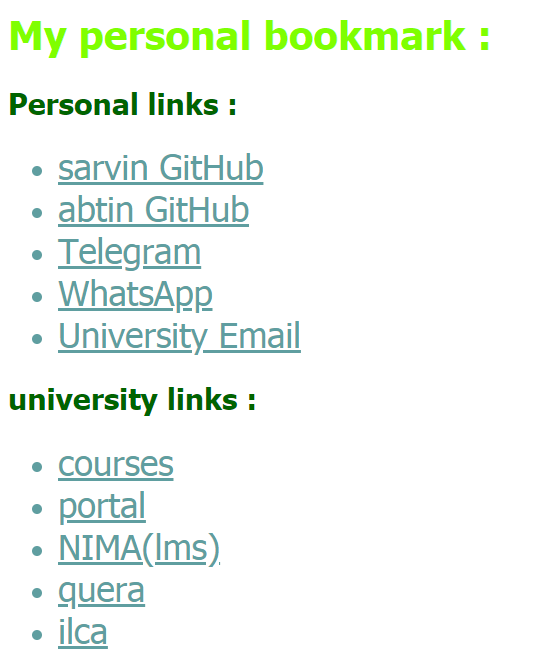 My personal bookmark :
Personal links :
sarvin GitHub
abtin GitHub
Telegram
WhatsApp
University Email
university links :
courses
portal
NIMA(lms)
quera
ilca